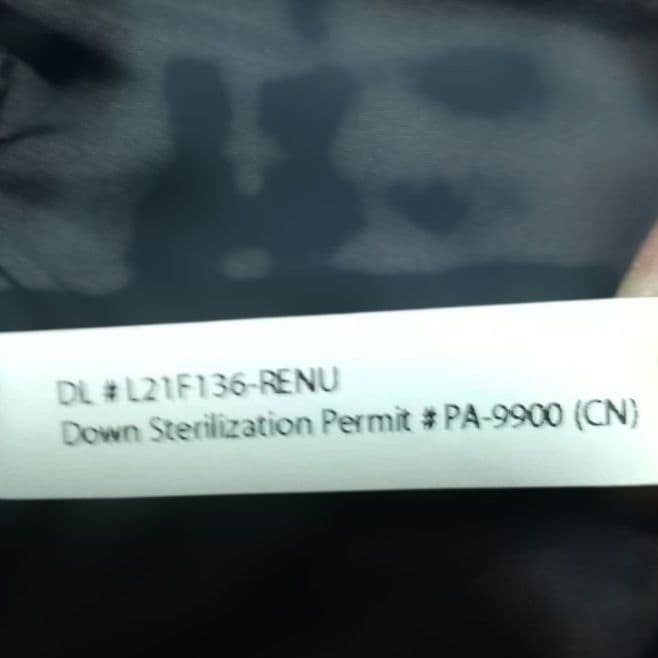 DL # L21F136-RENU
Down Sterilization Permit # PA-9900 (CN)